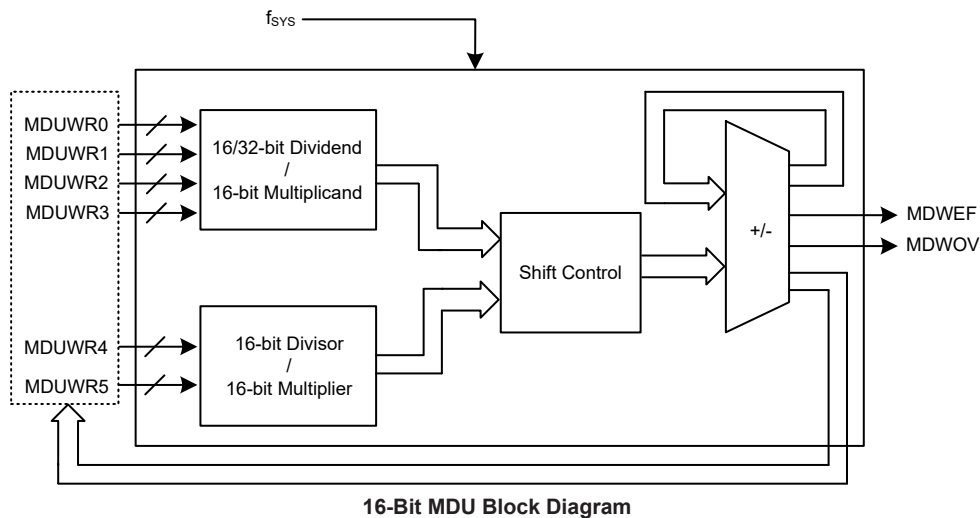 fSYS
MDUWR0
MDUWR1
MDUWR2
MDUWR3
16/32-bit Dividend
/
16-bit Multiplicand
Shift Control
+/-
MDWEF
MDWOV
MDUWR4
MDUWR5
16-bit Divisor
/
16-bit Multiplier
16-Bit MDU Block Diagram